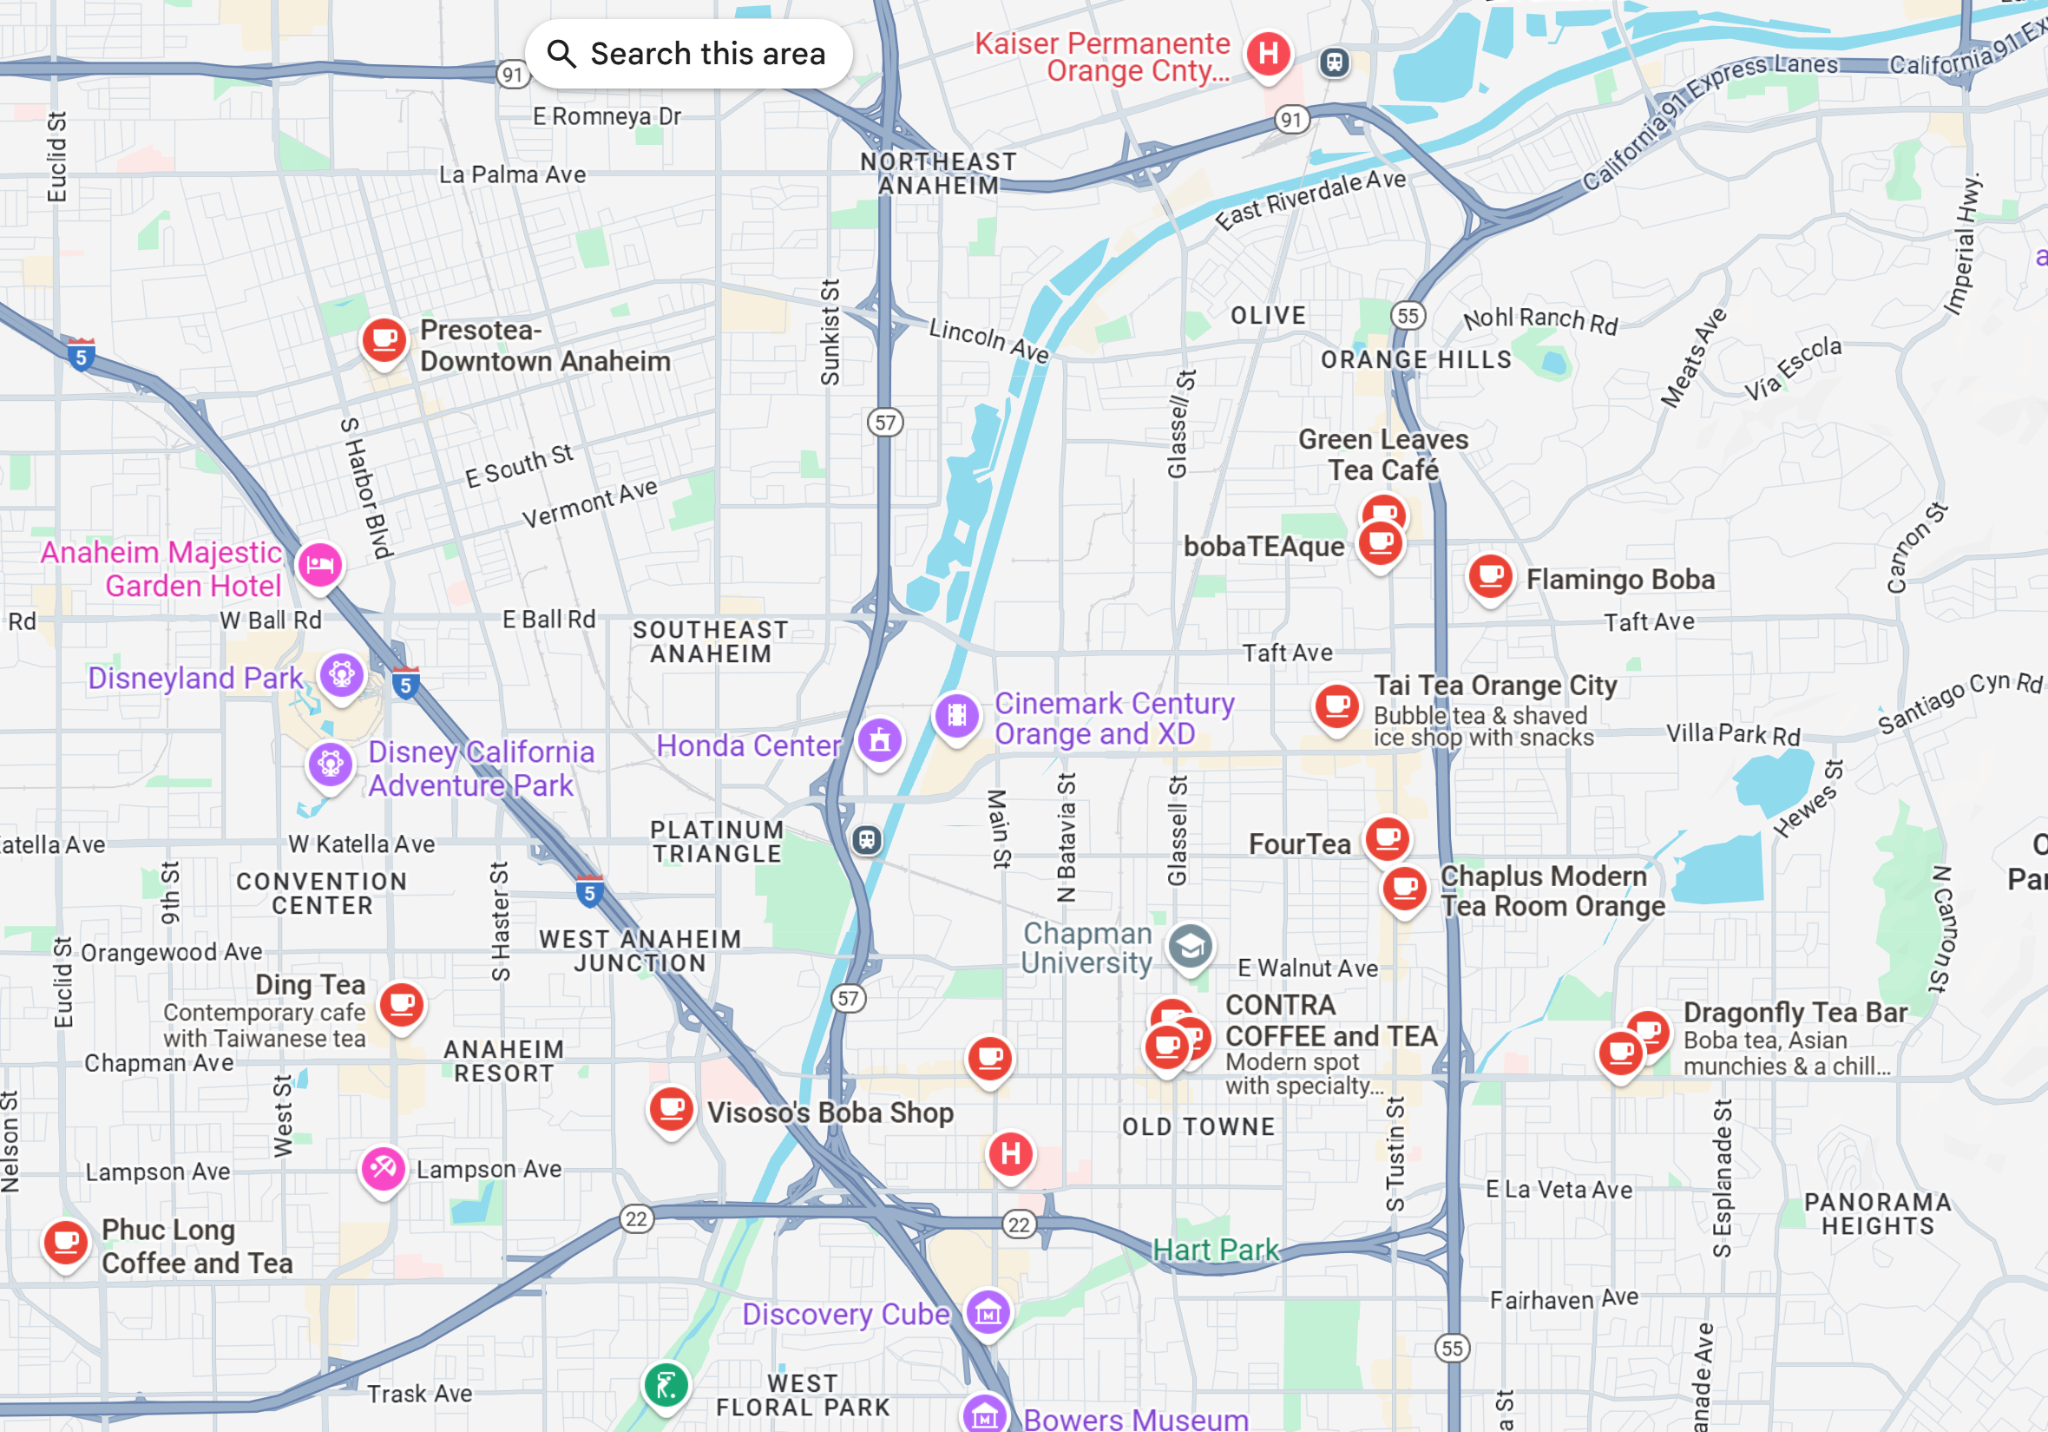 Search this area
Kaiser Permanente
Orange Cnty...
91
E Romneya Dr
91
California 91 Express Lanes
Euclid St
La Palma Ave
NORTHEAST
ANAHEIM
East Riverdale Ave
Imperial Hwy.
Sunkist St
Lincoln Ave
OLIVE
55
Nohl Ranch Rd
Meats Ave
Vía Escola
ORANGE HILLS
5
Presotea-
Downtown Anaheim
57
Glassell St
S Harbor Blvd
E South St
Vermont Ave
Green Leaves
Tea Café
bobaTEAque
Flamingo Boba
Cannon St
Anaheim Majestic
Garden Hotel
Rd
W Ball Rd
E Ball Rd
SOUTHEAST
ANAHEIM
Taft Ave
Taft Ave
Disneyland Park
5
Tai Tea Orange City
Bubble tea & shaved
ice shop with snacks
Santiago Cyn Rd
Villa Park Rd
Cinemark Century
Orange and XD
Honda Center
Disney California
Adventure Park
Hewes St
Main St
N Batavia St
Glassell St
Katella Ave
W Katella Ave
PLATINUM
TRIANGLE
FourTea
Chaplus Modern
Tea Room Orange
CONVENTION
CENTER
9th St
S Haster St
5
N Cannon St
Chapman
University
WEST ANAHEIM
JUNCTION
Orangewood Ave
Euclid St
E Walnut Ave
57
Ding Tea
Contemporary cafe
with Taiwanese tea
CONTRA
COFFEE and TEA
Modern spot
with specialty...
Dragonfly Tea Bar
Boba tea, Asian
munchies & a chill...
ANAHEIM
RESORT
Chapman Ave
West St
Nelson St
Visoso's Boba Shop
OLD TOWNE
S Tustin St
S Esplanade St
Lampson Ave
Lampson Ave
H
H
E La Veta Ave
PANORAMA
HEIGHTS
22
22
Phuc Long
Coffee and Tea
Hart Park
Fairhaven Ave
Discovery Cube
55
Trask Ave
WEST
FLORAL PARK
Bowers Museum